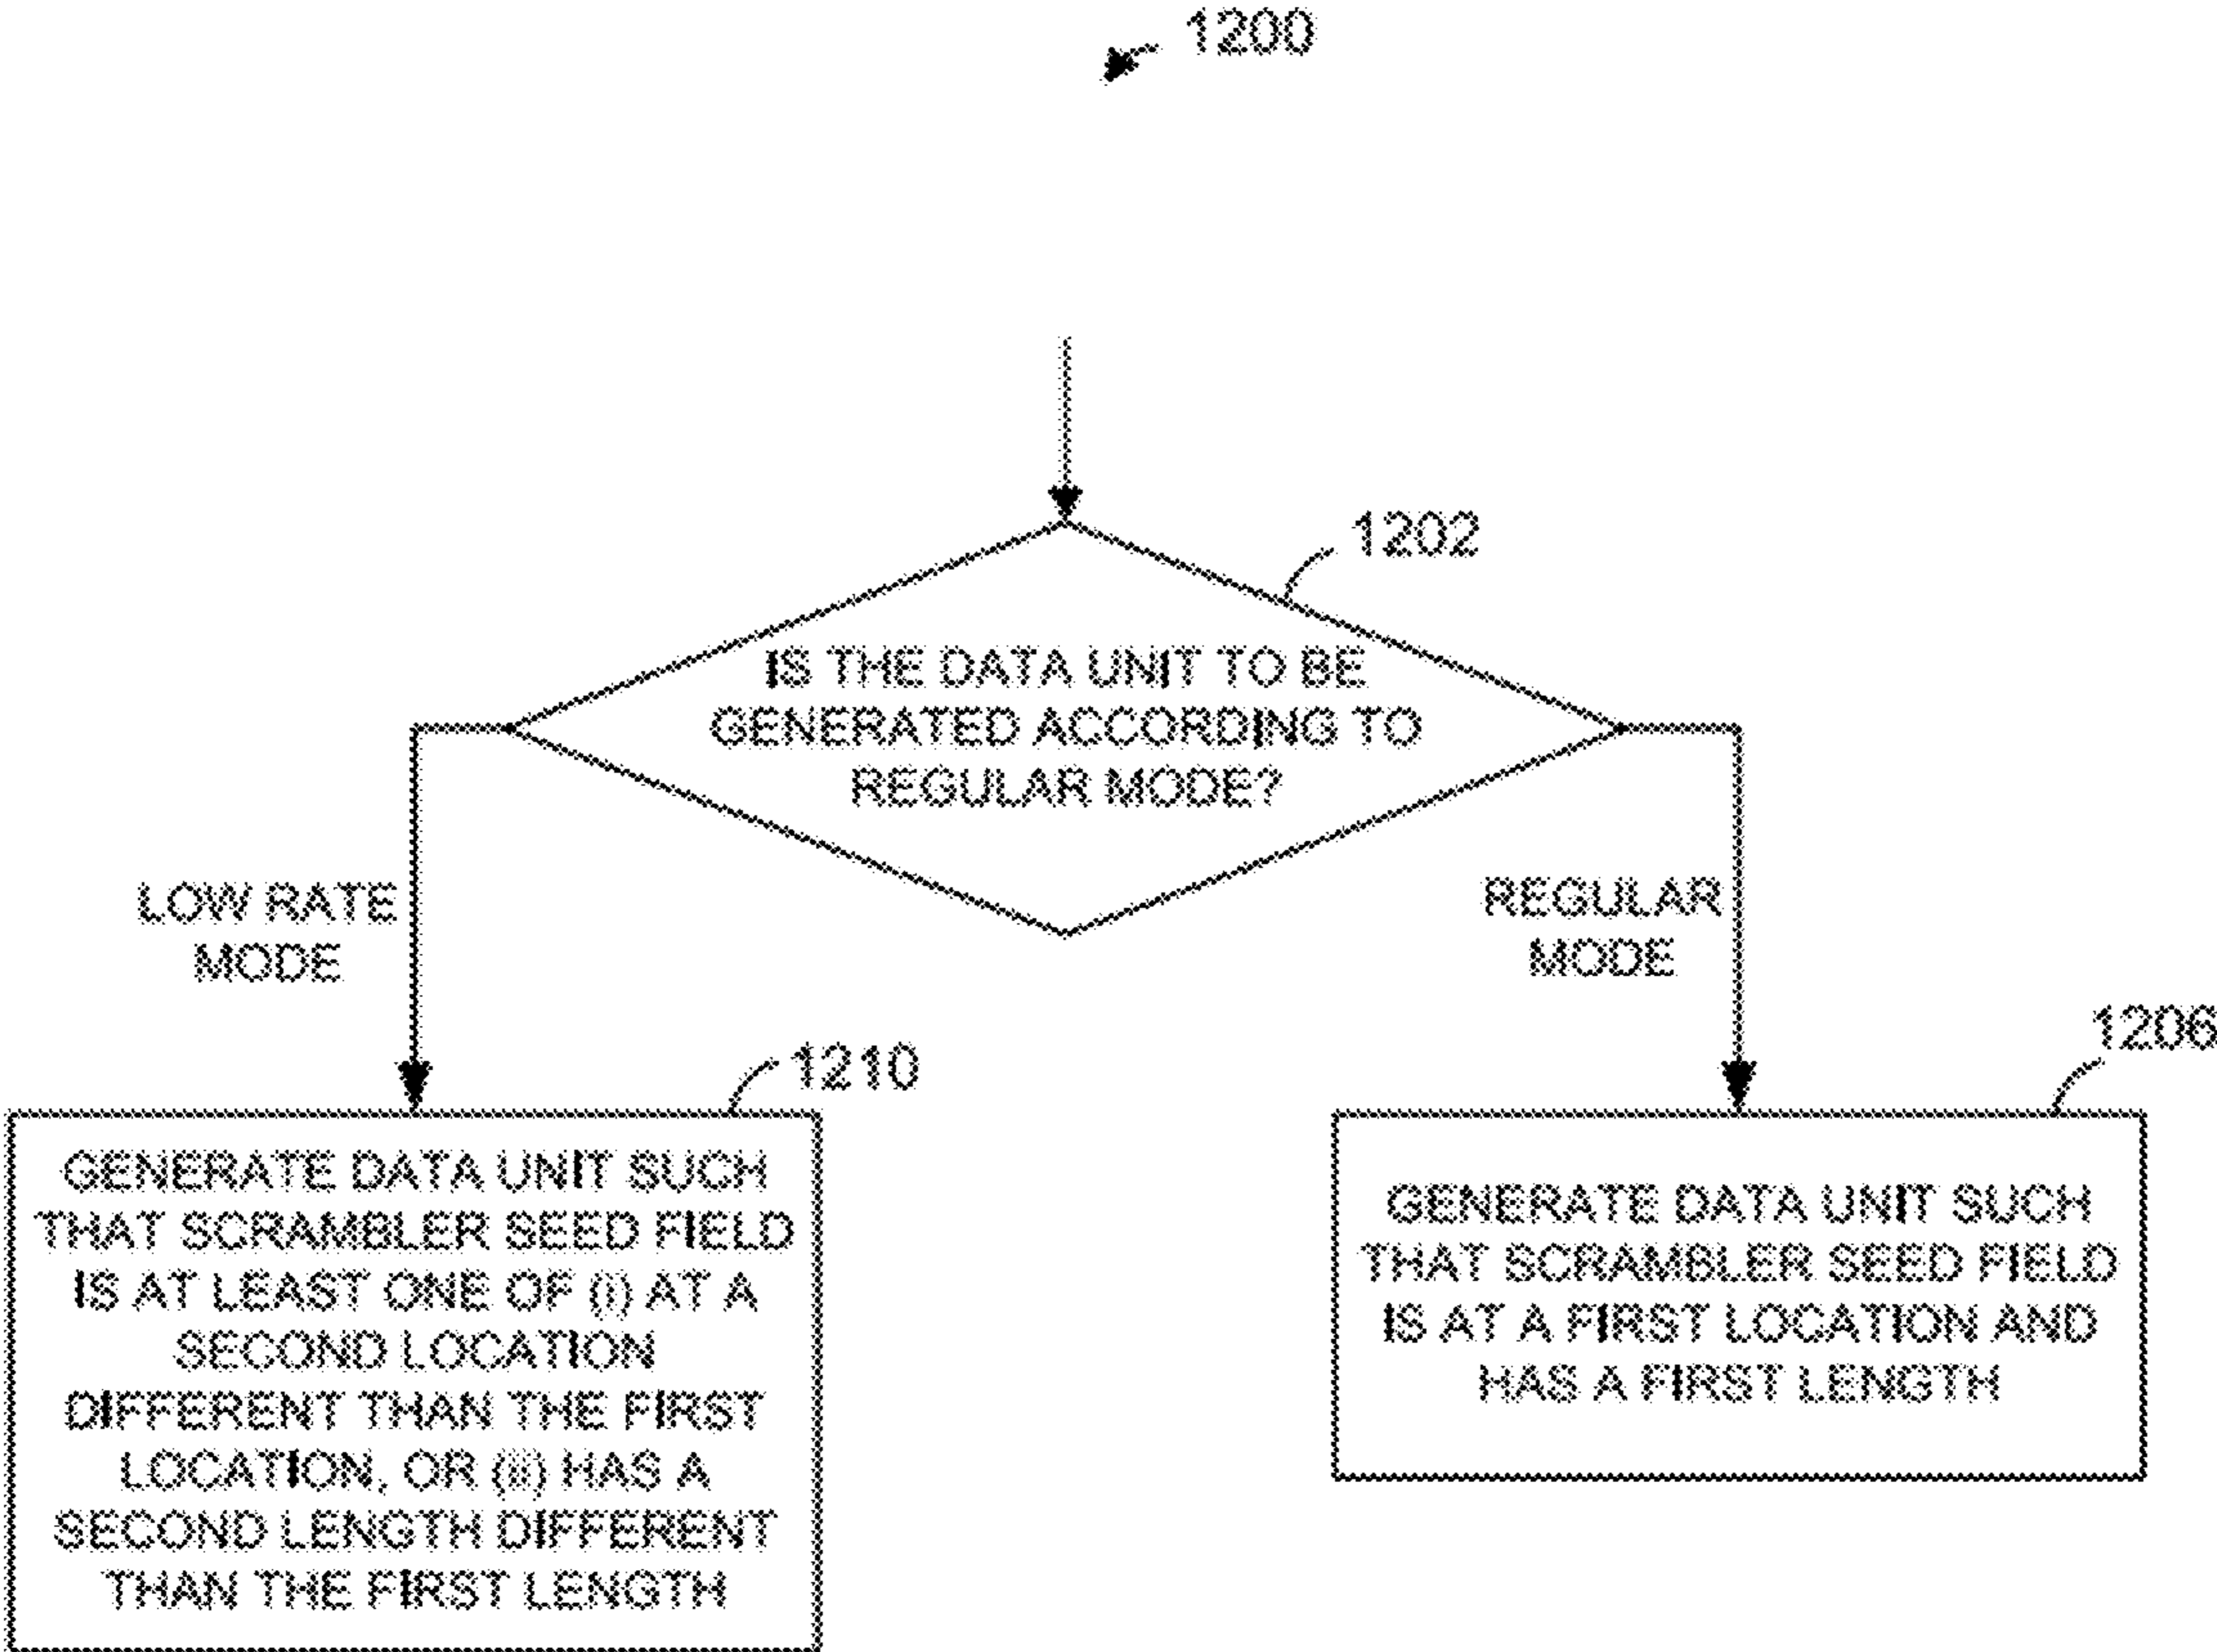 1200
1202
IS THE DATA UNIT TO BE
GENERATED ACCORDING TO
REGULAR MODE?
LOW RATE
MODE
REGULAR
MODE
1210
GENERATE DATA UNIT SUCH
THAT SCRAMBLER SEED FIELD
IS AT LEAST ONE OF (i) AT A
SECOND LOCATION
DIFFERENT THAN THE FIRST
LOCATION, OR (ii) HAS A
SECOND LENGTH DIFFERENT
THAN THE FIRST LENGTH
1206
GENERATE DATA UNIT SUCH
THAT SCRAMBLER SEED FIELD
IS AT A FIRST LOCATION AND
HAS A FIRST LENGTH